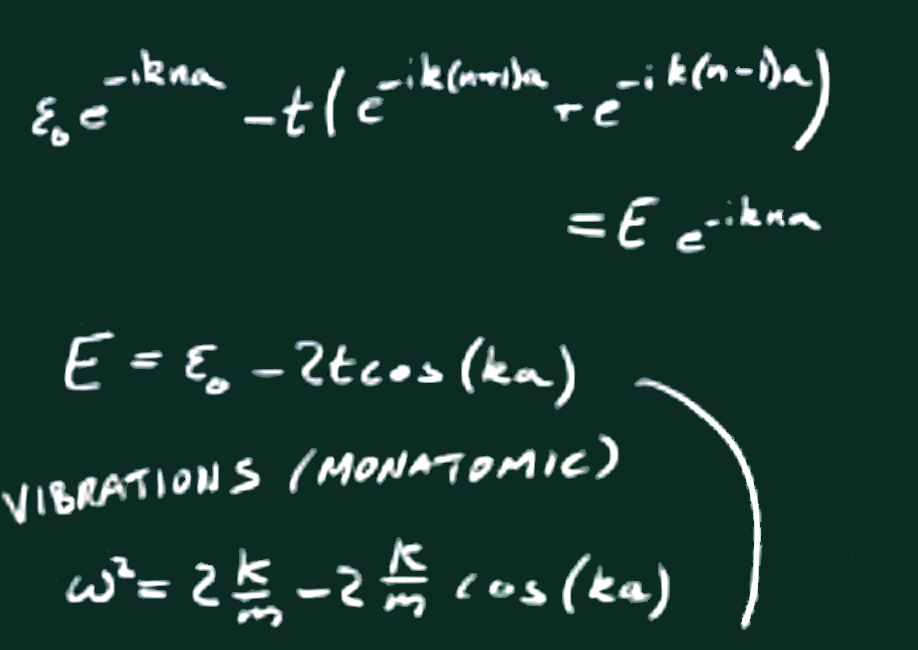 ε₀e^{-ikna} -t(e^{-ik(n+1)a} + e^{-ik(n-1)a})
= E e^{-ikna}
E = ε₀ - 2t cos(ka)
VIBRATIONS (MONATOMIC)
ω² = 2 K/m - 2 K/m cos(ka)